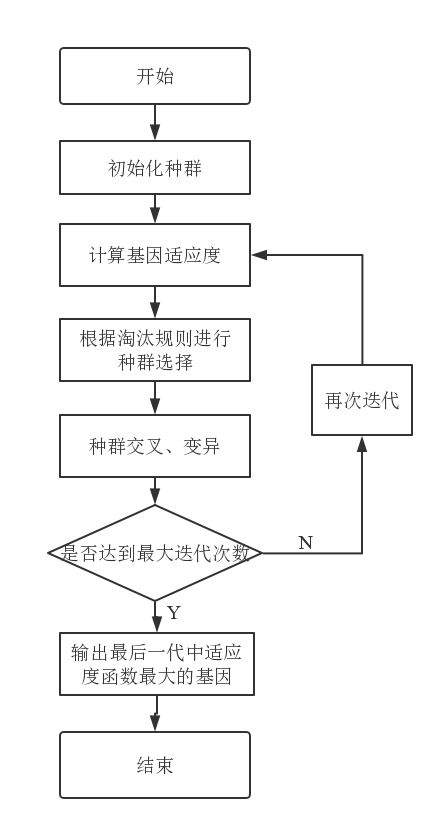 开始
初始化种群
计算基因适应度
根据淘汰规则进行
种群选择
再次迭代
种群交叉、变异
是否达到最大迭代次数
N
Y
输出最后一代中适应
度函数最大的基因
结束